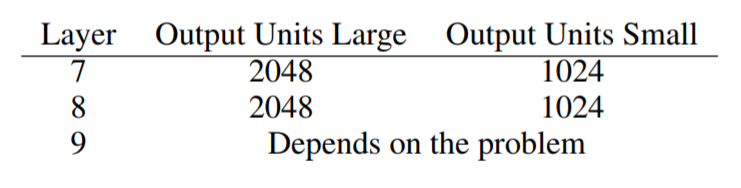 Layer Output Units Large Output Units Small
7 2048 1024
8 2048 1024
9 Depends on the problem